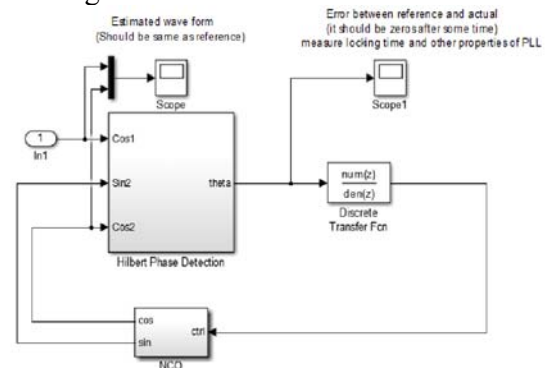 Estimated wave form
(Should be same as reference)
Error between reference and actual
(it should be zeros after some time)
measure locking time and other properties of PLL
Scope
Scope1
1
In1
Cos1
Sin2
Cos2
theta
Hilbert Phase Detection
num(z)
den(z)
Discrete
Transfer Fcn
cos
sin
ctrl
NCO